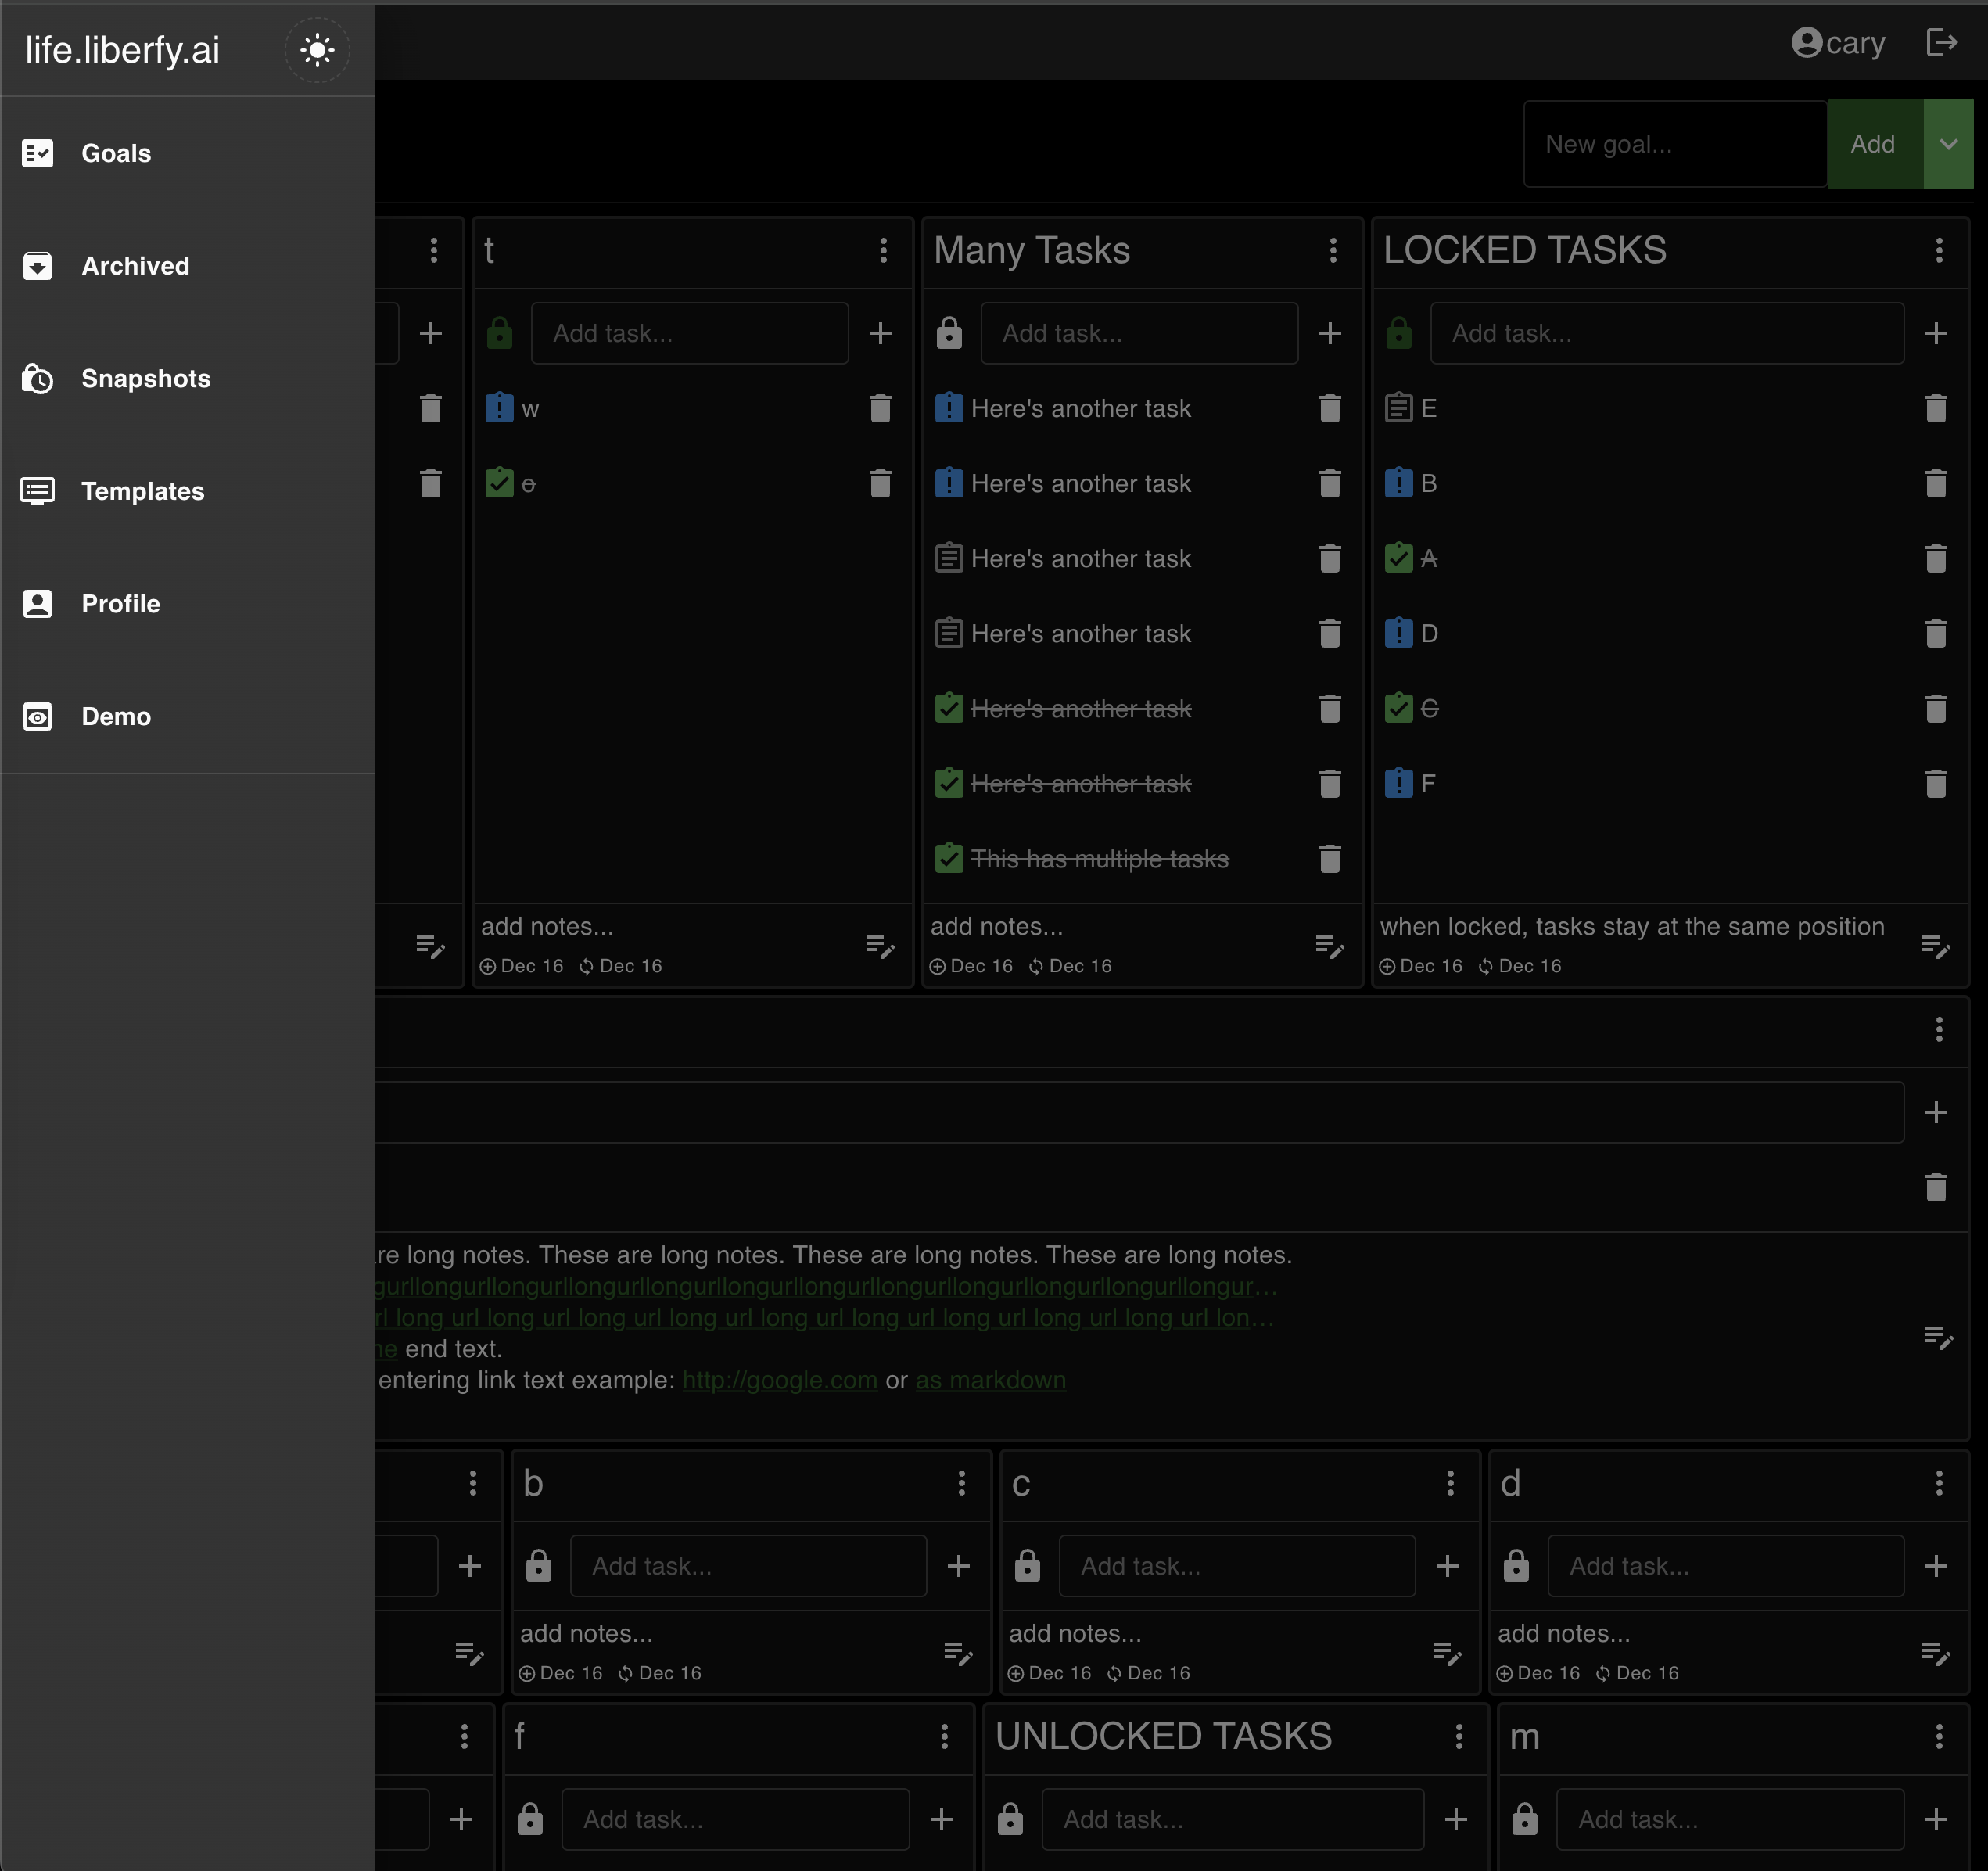 life.liberfy.ai
cary
Goals
Archived
Snapshots
Templates
Profile
Demo
New goal...
Add
t
Add task...
w
o
add notes...
Dec 16 Dec 16
Many Tasks
Add task...
Here's another task
Here's another task
Here's another task
Here's another task
Here's another task
Here's another task
This has multiple tasks
add notes...
Dec 16 Dec 16
LOCKED TASKS
Add task...
E
B
A
D
C
F
when locked, tasks stay at the same position
Dec 16 Dec 16
re long notes. These are long notes. These are long notes. These are long notes.
gurllongurllongurllongurllongurllongurllongurllongurllongurllongurllongurllongur...
rl long url long url long url long url long url long url long url long url lon...
end text.
entering link text example: http://google.com or as markdown
b
Add task...
add notes...
Dec 16 Dec 16
c
Add task...
add notes...
Dec 16 Dec 16
d
Add task...
add notes...
Dec 16 Dec 16
f
Add task...
UNLOCKED TASKS
Add task...
m
Add task...